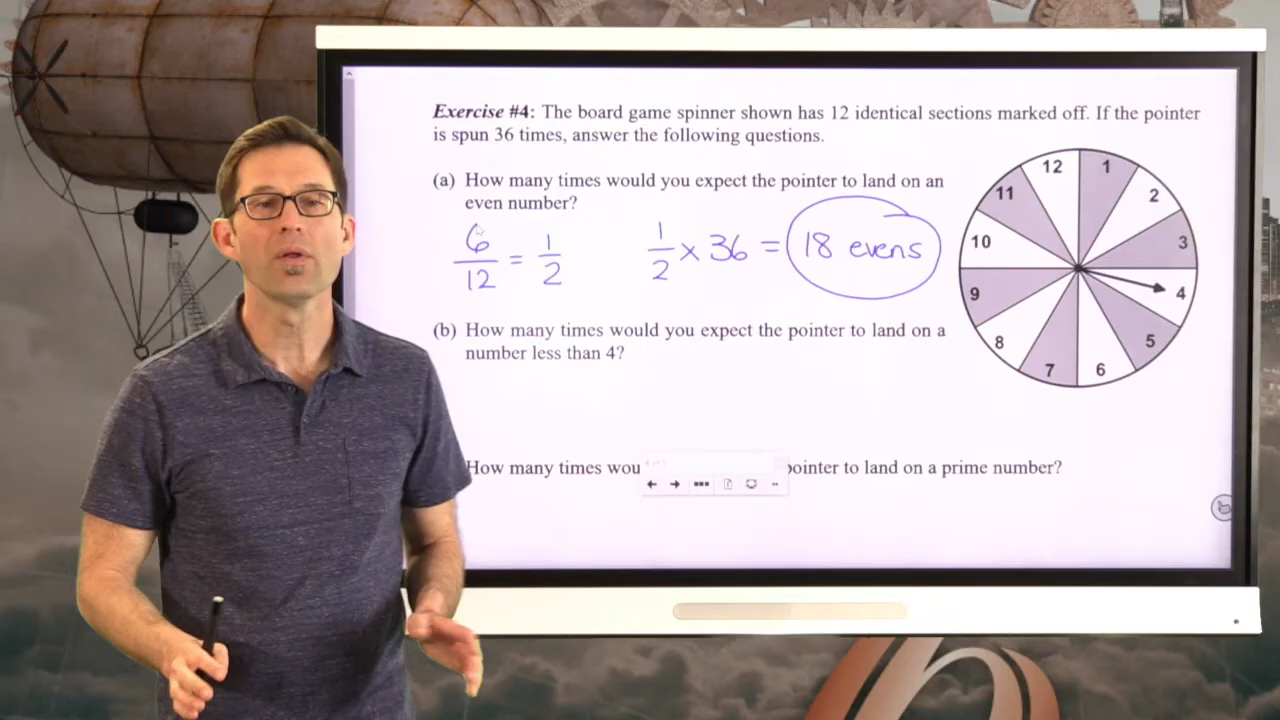 Exercise #4: The board game spinner shown has 12 identical sections marked off. If the pointer
is spun 36 times, answer the following questions.
(a) How many times would you expect the pointer to land on an
even number?
6/12 = 1/2    1/2 x 36 = 18 evens
(b) How many times would you expect the pointer to land on a
number less than 4?
How many times wou
pointer to land on a prime number?
12
1
2
3
4
5
6
7
8
9
10
11